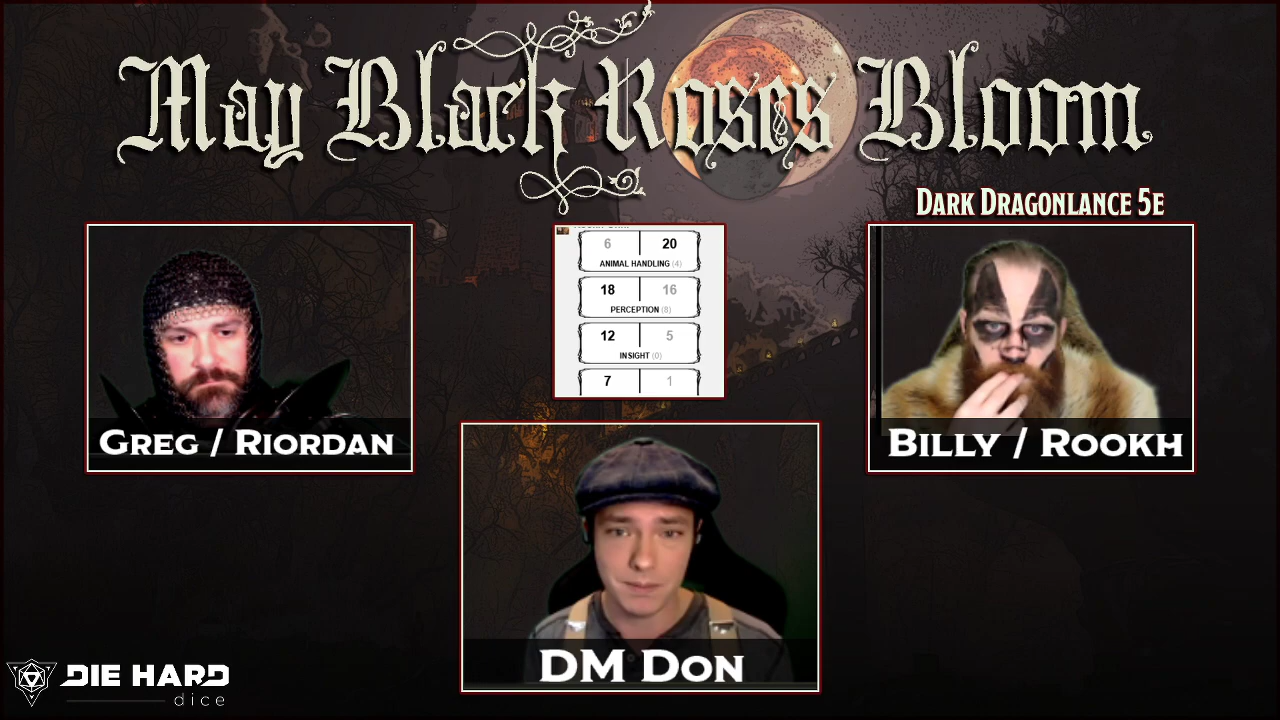 May Black Roses Bloom
Dark Dragonlance 5e
6 20
ANIMAL HANDLING (4)
18 16
PERCEPTION (8)
12 5
INSIGHT (0)
7 1
Greg / Riordan
Billy / Rookh
DM Don
DIE HARD
dice